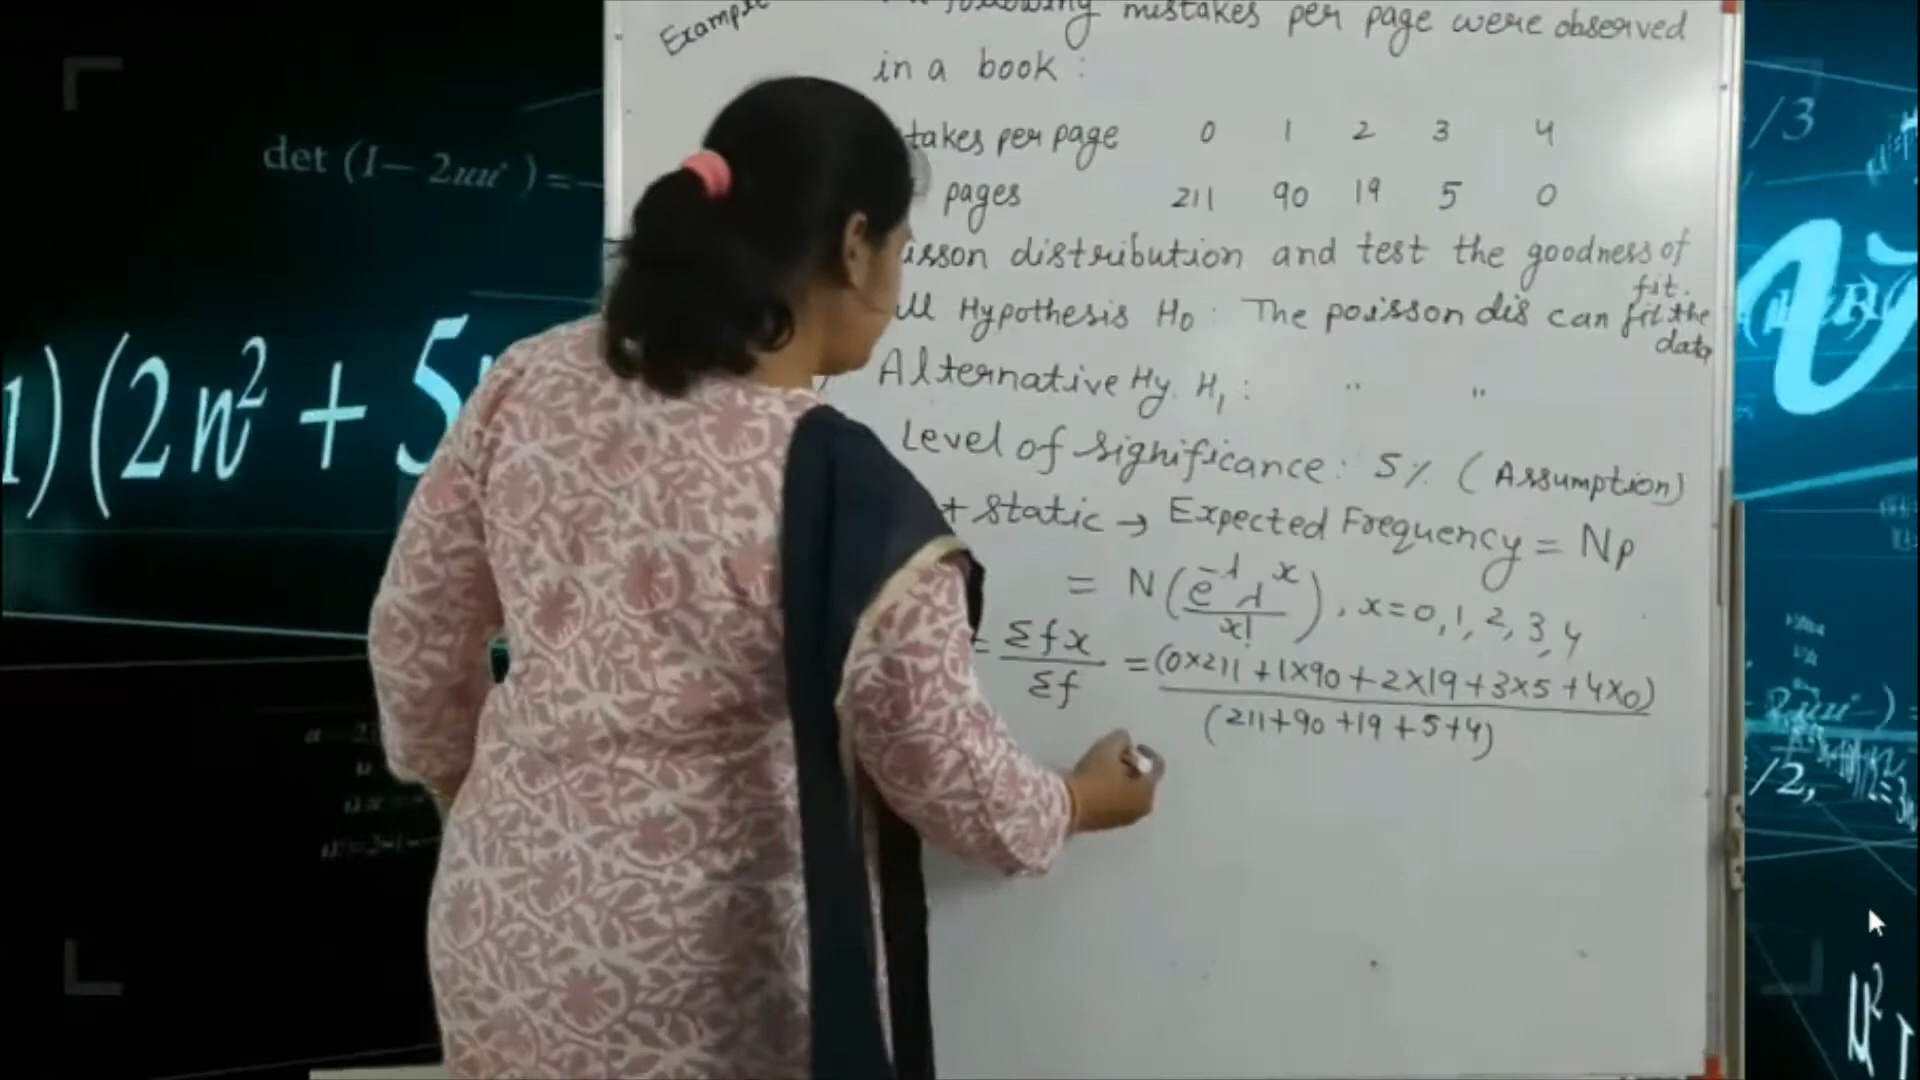 Example
following mistakes per page were observed
in a book :
takes per page 0 1 2 3 4
pages 211 90 19 5 0
isson distribution and test the goodness of
fit.
ll Hypothesis H0 : The poisson dis can fit the
data
Alternative Hy. H1 : " "
Level of significance : 5% (Assumption)
t Static → Expected Frequency = Np
= N(e^-λ λ^x / x!), x=0,1,2,3,4
= Σfx / Σf = (0×211 +1×90+2×19+3×5+4×0) / (211+90+19+5+4)
det (I- 2uu' ) =
1)(2n² + 5
/3
/2,